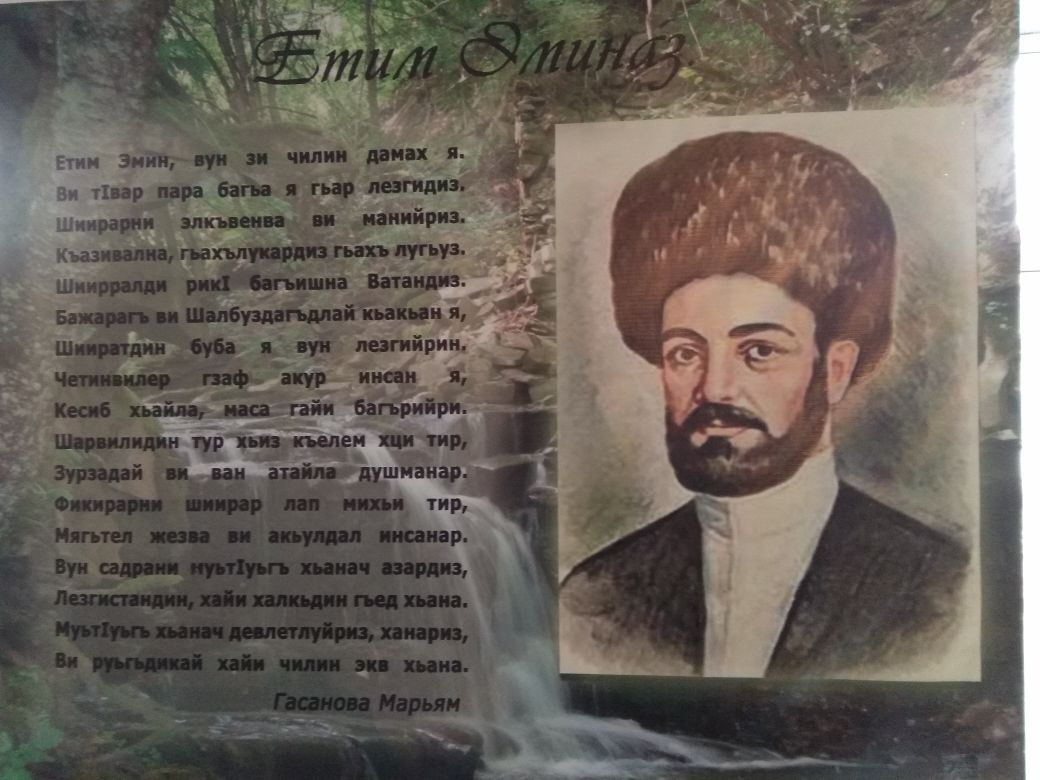 Етим Эминаз
Етим Эмин, вун зи чилин дамах я.
Ви тIвар пара багьа я гьар лезгидиз.
Шиирарни элкъвенва ви манийриз.
Къазивална, гьахълукардиз гьахъ лугьуз.
Шиирралди рикI багъишна Ватандиз.
Бажарагъ ви Шалбуздагъдлай кьакьан я,
Шииратдин буба я вун лезгийрин.
Четинвилер гзаф акур инсан я,
Кесиб хьайла, маса гайи багърийри.
Шарвилидин тур хьиз къелем хци тир,
Зурзадай ви ван атайла душманар.
Фикирарни шиирар лап михьи тир,
Мягьтел жезва ви акьулдал инсанар.
Вун садрани муьтIуьгъ хьанач азардиз,
Лезгистандин, хайи халкьдин гъед хьана.
МуьтIуьгъ хьанач девлетлуйриз, ханариз,
Ви руьгьдикай хайи чилин экв хьана.
Гасанова Марьям